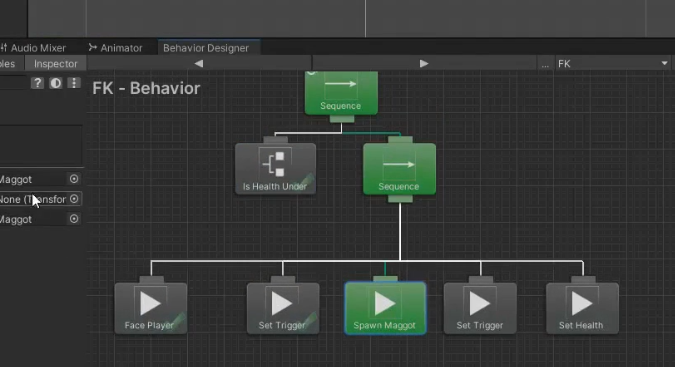 Audio Mixer
Animator
Behavior Designer
Inspector
...
FK
?
FK - Behavior
Sequence
Is Health Under
Sequence
Maggot
None (Transfor
Maggot
Face Player
Set Trigger
Spawn Maggot
Set Trigger
Set Health